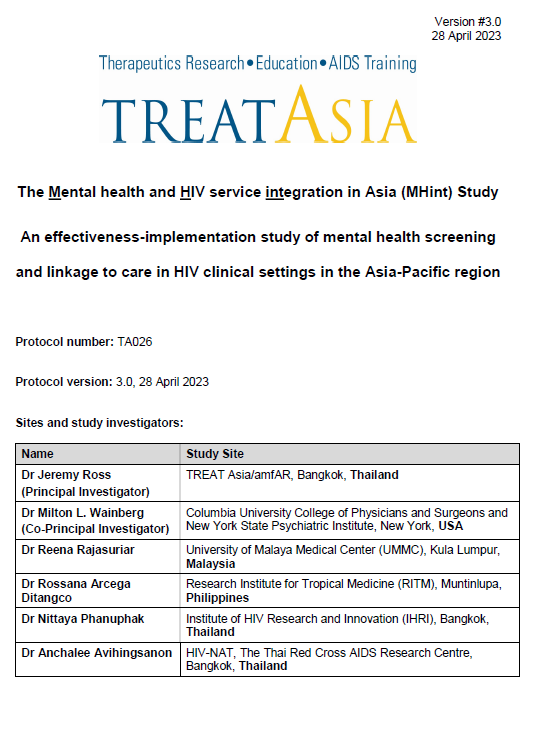 Version #3.0
28 April 2023
Therapeutics Research•Education•AIDS Training
TREAT ASIA
The Mental health and HIV service integration in Asia (MHint) Study
An effectiveness-implementation study of mental health screening
and linkage to care in HIV clinical settings in the Asia-Pacific region
Protocol number: TA026
Protocol version: 3.0, 28 April 2023
Sites and study investigators:
Name Study Site
Dr Jeremy Ross
(Principal Investigator)
TREAT Asia/amfAR, Bangkok, Thailand
Dr Milton L. Wainberg
(Co-Principal Investigator)
Columbia University College of Physicians and Surgeons and
New York State Psychiatric Institute, New York, USA
Dr Reena Rajasuriar
University of Malaya Medical Center (UMMC), Kula Lumpur,
Malaysia
Dr Rossana Arcega
Ditangco
Research Institute for Tropical Medicine (RITM), Muntinlupa,
Philippines
Dr Nittaya Phanuphak
Institute of HIV Research and Innovation (IHRI), Bangkok,
Thailand
Dr Anchalee Avihingsanon
HIV-NAT, The Thai Red Cross AIDS Research Centre,
Bangkok, Thailand